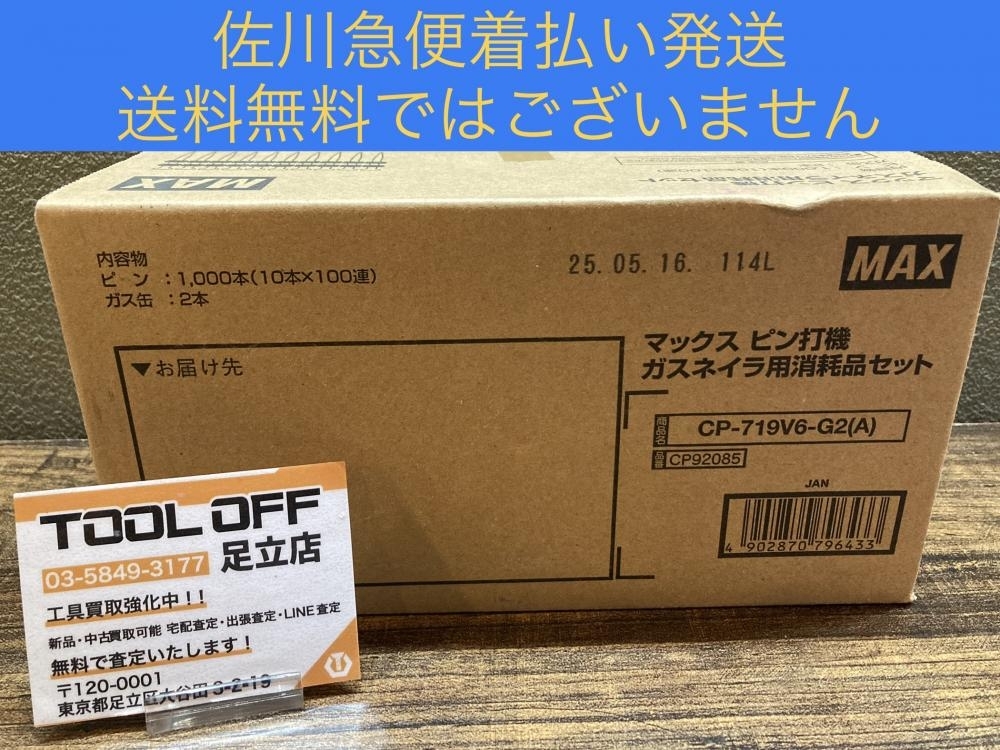 佐川急便着払い発送
送料無料ではございません
MAX
内容物
ピン：1,000本(10本×100連)
ガス缶：2本
25.05.16. 114L
MAX
▼お届け先
マックス ピン打機
ガスネイラ用消耗品セット
商品名 CP-719V6-G2(A)
品番 CP92085
JAN
4 902870 796433
TOOL OFF
足立店
03-5849-3177
工具買取強化中！！
新品・中古買取可能 宅配査定・出張査定・LINE査定
無料で査定いたします！
〒120-0001
東京都足立区大谷田3-2-19